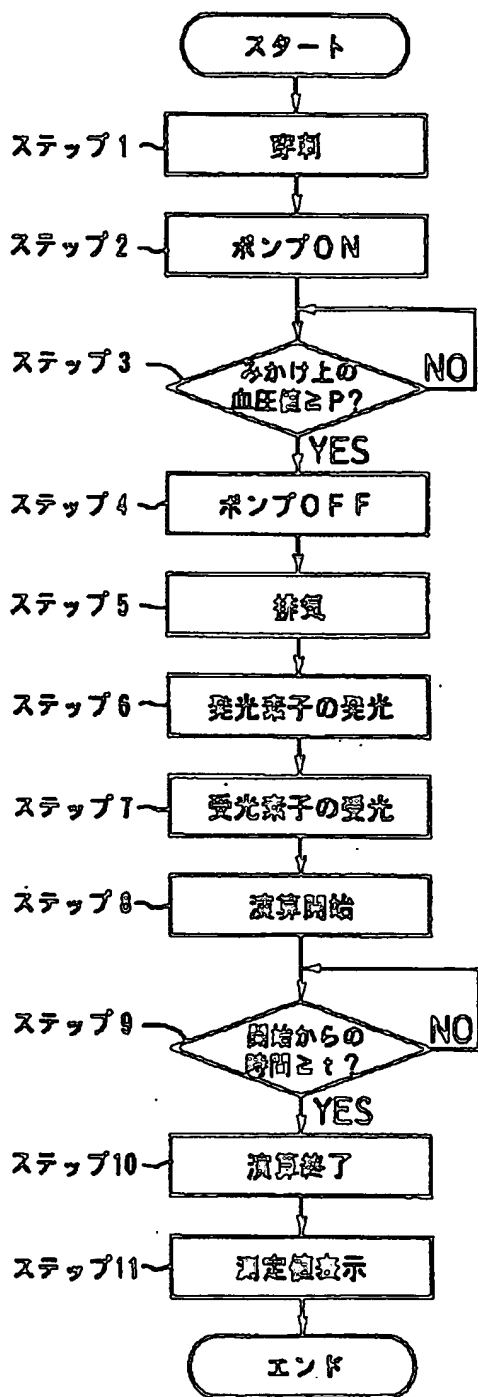 スタート
ステップ1
穿刺
ステップ2
ポンプON
ステップ3
みかけ上の
血圧値≧P?
NO
YES
ステップ4
ポンプOFF
ステップ5
排気
ステップ6
発光素子の発光
ステップ7
受光素子の受光
ステップ8
演算開始
ステップ9
開始からの
時間≧t?
NO
YES
ステップ10
演算終了
ステップ11
測定値表示
エンド